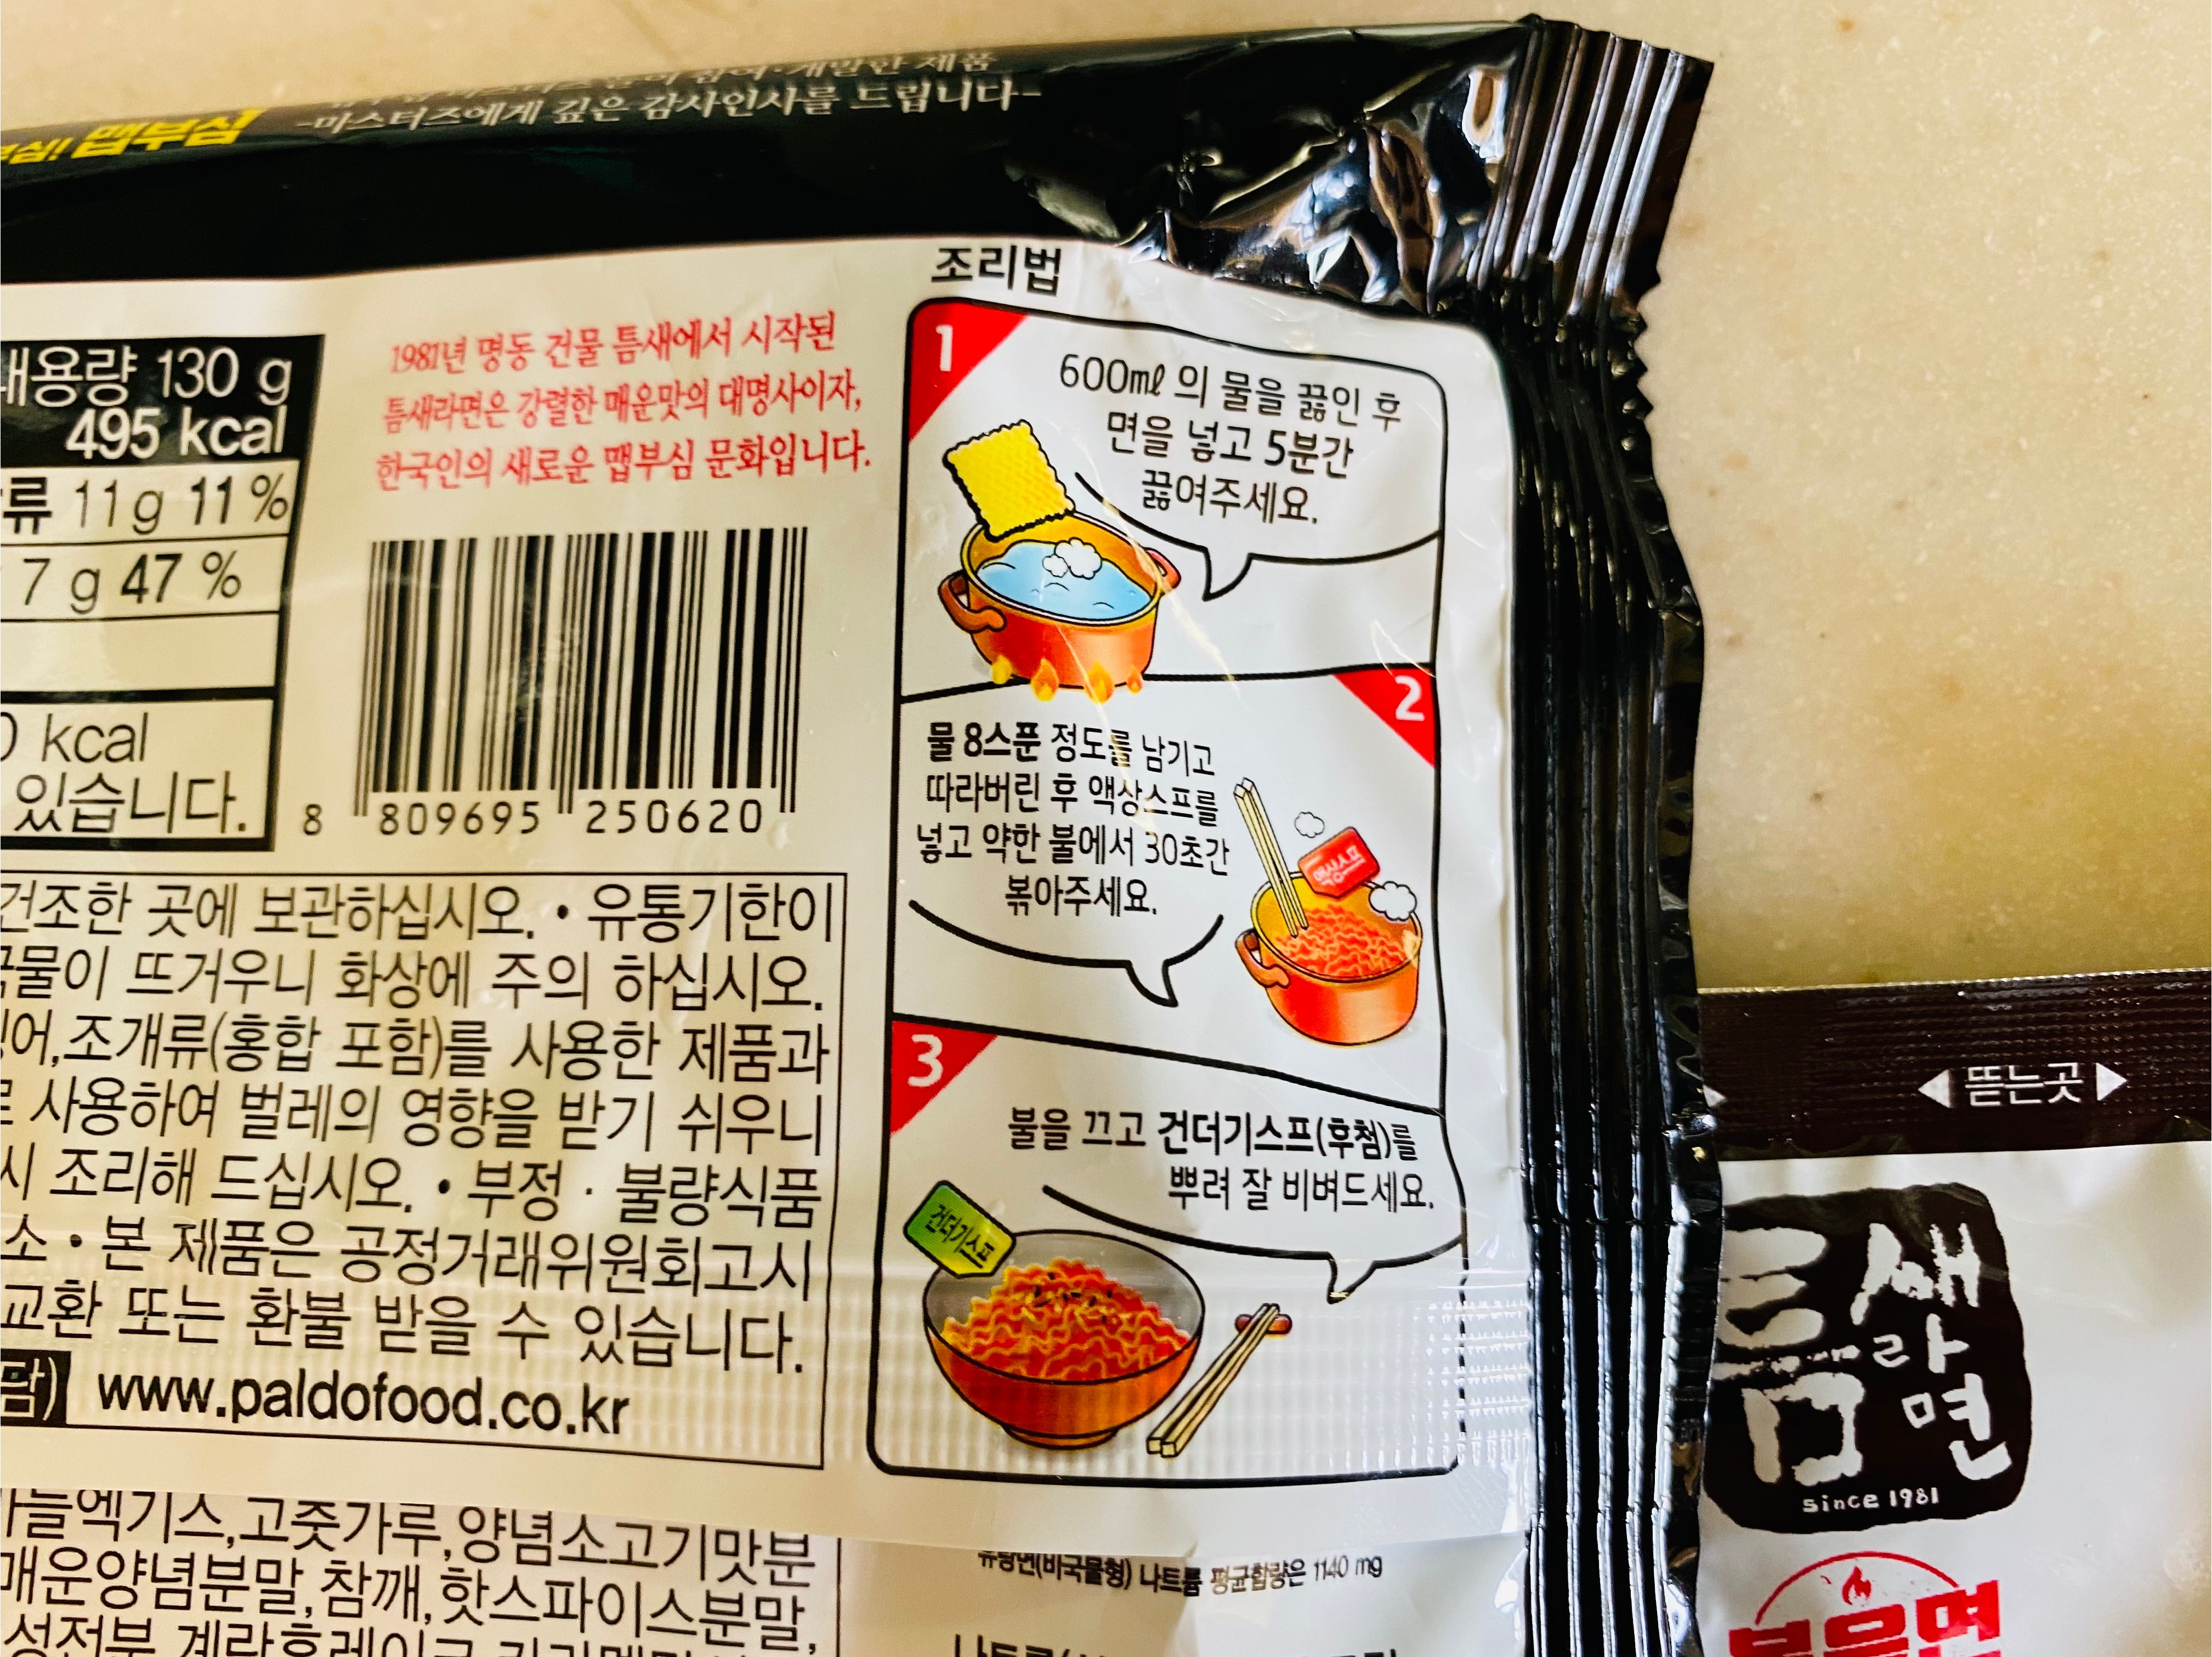 맵부심
-미스터즈에게 깊은 감사인사를 드립니다-
내용량 130 g
495 kcal
류 11 g 11 %
7 g 47 %
kcal
있습니다.
1981년 명동 건물 틈새에서 시작된
틈새라면은 강렬한 매운맛의 대명사이자,
한국인의 새로운 맵부심 문화입니다.
8 809695 250620
조리법
1
600㎖ 의 물을 끓인 후
면을 넣고 5분간
끓여주세요.
2
물 8스푼 정도를 남기고
따라버린 후 액상스프를
넣고 약한 불에서 30초간
볶아주세요.
액상스프
3
불을 끄고 건더기스프(후첨)를
뿌려 잘 비벼드세요.
건더기스프
건조한 곳에 보관하십시오. • 유통기한이
국물이 뜨거우니 화상에 주의 하십시오.
조개류(홍합 포함)를 사용한 제품과
사용하여 벌레의 영향을 받기 쉬우니
시 조리해 드십시오. • 부정 · 불량식품
소 • 본 제품은 공정거래위원회고시
교환 또는 환불 받을 수 있습니다.
www.paldofood.co.kr
마늘엑기스,고춧가루,양념소고기맛분
매운양념분말,참깨,핫스파이스분말,
유탕면(비국물형) 나트륨 평균함량은 1140 mg
◀ 뜯는곳 ▶
틈새
라면
since 1981
볶음면